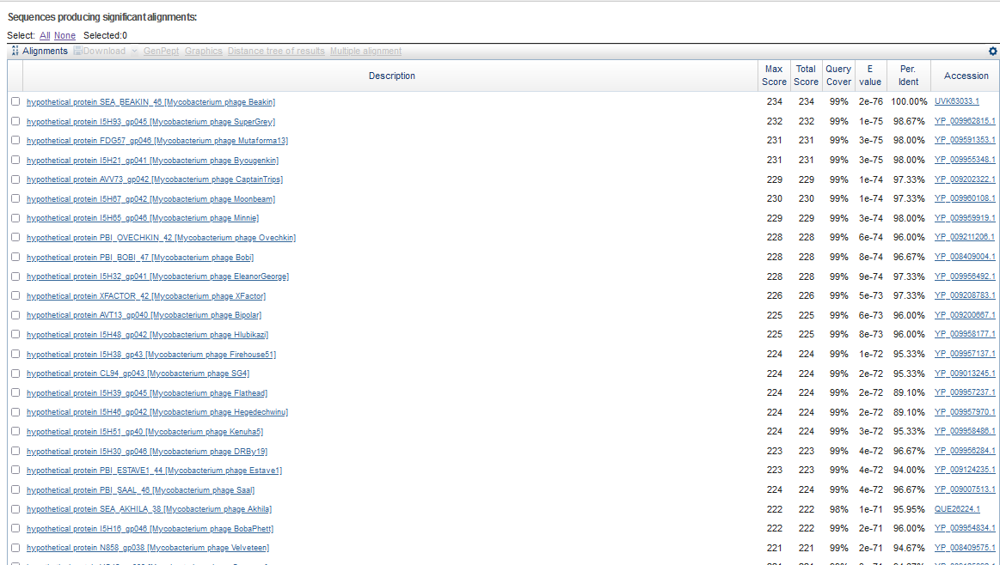 Sequences producing significant alignments:
Select: All None Selected:0
Alignments Download GenPept Graphics Distance tree of results Multiple alignment
Description Max Score Total Score Query Cover E value Per. Ident Accession
hypothetical protein SEA_BEAKIN_46 [Mycobacterium phage Beakin] 234 234 99% 2e-76 100.00% UVK63033.1
hypothetical protein I5H93_gp045 [Mycobacterium phage SuperGrey] 232 232 99% 1e-75 98.67% YP_009962815.1
hypothetical protein FDG57_gp046 [Mycobacterium phage Mutaforma13] 231 231 99% 3e-75 98.00% YP_009591353.1
hypothetical protein I5H21_gp041 [Mycobacterium phage Byougenkin] 231 231 99% 3e-75 98.00% YP_009955348.1
hypothetical protein AVV73_gp042 [Mycobacterium phage CaptainTrips] 229 229 99% 1e-74 97.33% YP_009202322.1
hypothetical protein I5H67_gp042 [Mycobacterium phage Moonbeam] 230 230 99% 1e-74 97.33% YP_009960108.1
hypothetical protein I5H65_gp046 [Mycobacterium phage Minnie] 229 229 99% 3e-74 98.00% YP_009959919.1
hypothetical protein PBI_OVECHKIN_42 [Mycobacterium phage Ovechkin] 228 228 99% 6e-74 96.00% YP_009211206.1
hypothetical protein PBI_BOBI_47 [Mycobacterium phage Bobi] 228 228 99% 8e-74 96.67% YP_008409004.1
hypothetical protein I5H32_gp041 [Mycobacterium phage EleanorGeorge] 228 228 99% 9e-74 97.33% YP_009956492.1
hypothetical protein XFACTOR_42 [Mycobacterium phage XFactor] 226 226 99% 5e-73 97.33% YP_009208783.1
hypothetical protein AVT13_gp040 [Mycobacterium phage Bipolar] 225 225 99% 6e-73 96.00% YP_009200667.1
hypothetical protein I5H48_gp042 [Mycobacterium phage Hlubikazi] 225 225 99% 8e-73 96.00% YP_009958177.1
hypothetical protein I5H38_gp43 [Mycobacterium phage Firehouse51] 224 224 99% 1e-72 95.33% YP_009957137.1
hypothetical protein CL94_gp043 [Mycobacterium phage SG4] 224 224 99% 2e-72 95.33% YP_009013245.1
hypothetical protein I5H39_gp045 [Mycobacterium phage Flathead] 224 224 99% 2e-72 89.10% YP_009957237.1
hypothetical protein I5H46_gp042 [Mycobacterium phage Hegedechwinu] 224 224 99% 2e-72 89.10% YP_009957970.1
hypothetical protein I5H51_gp40 [Mycobacterium phage Kenuha5] 224 224 99% 3e-72 95.33% YP_009958486.1
hypothetical protein I5H30_gp046 [Mycobacterium phage DRBy19] 223 223 99% 4e-72 96.67% YP_009956284.1
hypothetical protein PBI_ESTAVE1_44 [Mycobacterium phage Estave1] 223 223 99% 4e-72 94.00% YP_009124235.1
hypothetical protein PBI_SAAL_46 [Mycobacterium phage Saal] 224 224 99% 4e-72 96.67% YP_009007513.1
hypothetical protein SEA_AKHILA_38 [Mycobacterium phage Akhila] 222 222 98% 1e-71 95.95% QUE26224.1
hypothetical protein I5H16_gp046 [Mycobacterium phage BobaPhett] 222 222 99% 2e-71 96.00% YP_009954834.1
hypothetical protein N858_gp038 [Mycobacterium phage Velveteen] 221 221 99% 2e-71 94.67% YP_008409575.1